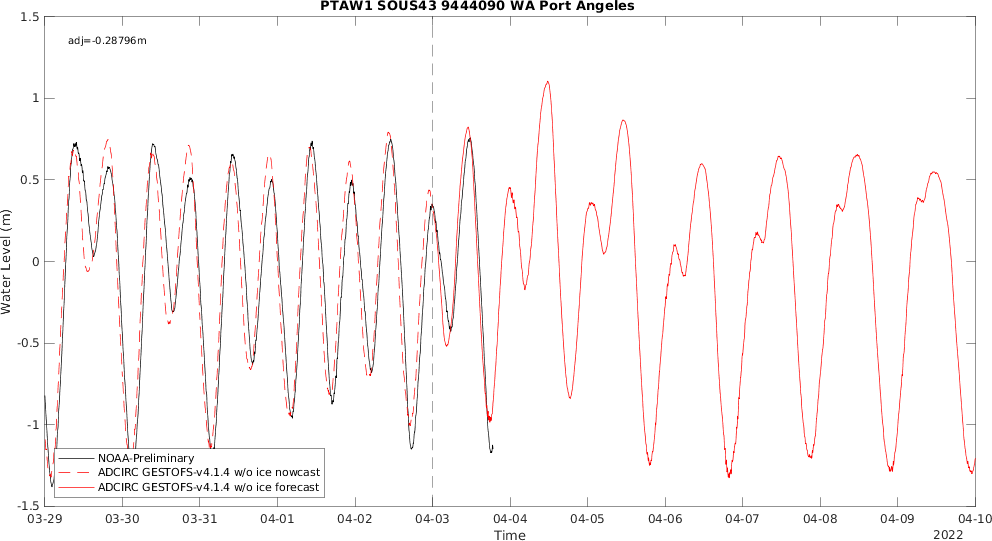 PTAW1 SOUS43 9444090 WA Port Angeles
adj=-0.28796m
1.5
1
0.5
0
-0.5
-1
-1.5
Water Level (m)
NOAA-Preliminary
ADCIRC GESTOFS-v4.1.4 w/o ice nowcast
ADCIRC GESTOFS-v4.1.4 w/o ice forecast
03-29 03-30 03-31 04-01 04-02 04-03 04-04 04-05 04-06 04-07 04-08 04-09 04-10
Time
2022